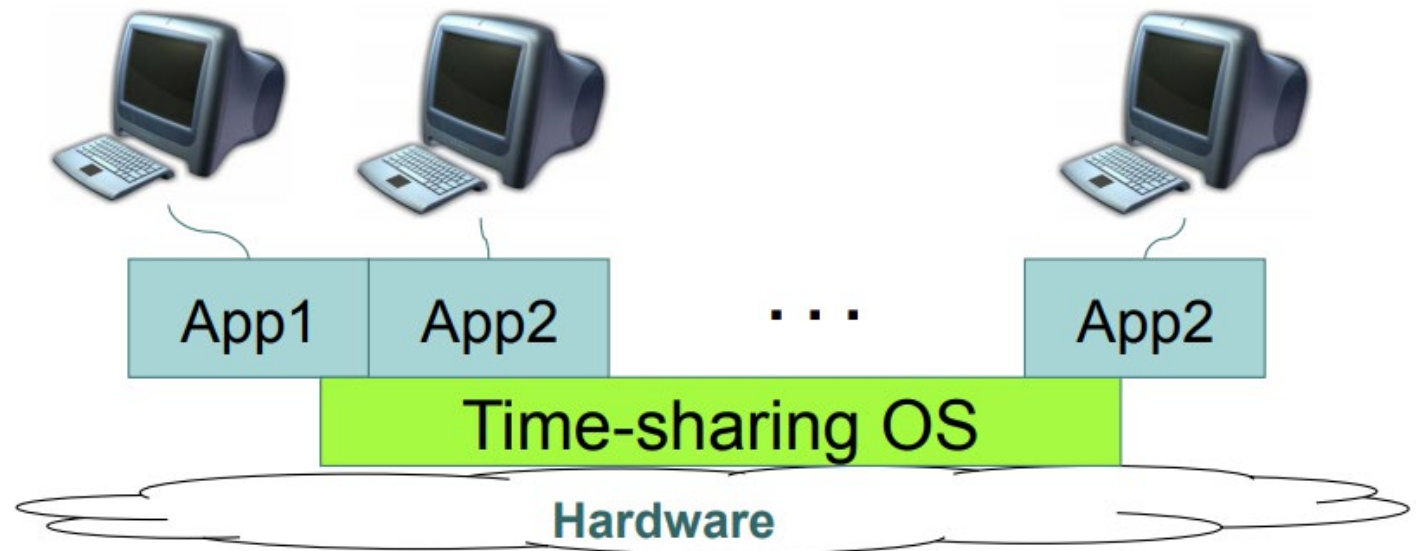 App1
App2
. . .
App2
Time-sharing OS
Hardware